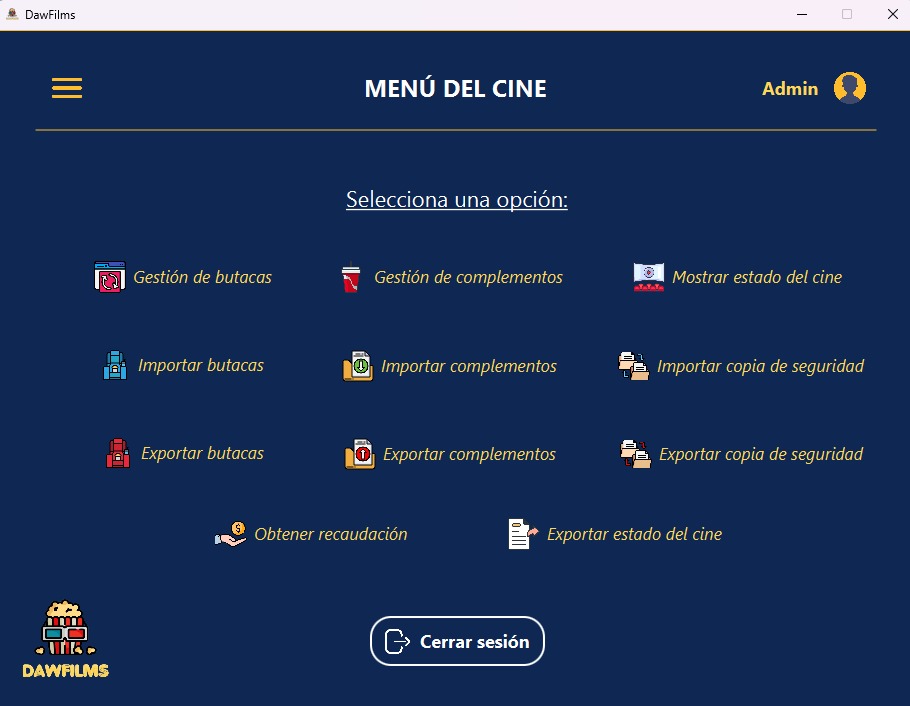 DawFilms
MENÚ DEL CINE
Admin
Selecciona una opción:
Gestión de butacas
Gestión de complementos
Mostrar estado del cine
Importar butacas
Importar complementos
Importar copia de seguridad
Exportar butacas
Exportar complementos
Exportar copia de seguridad
Obtener recaudación
Exportar estado del cine
DAWFILMS
Cerrar sesión